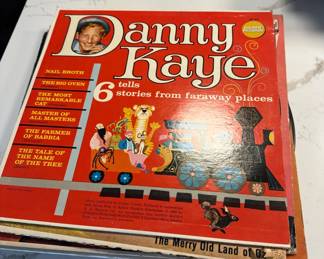 Danny
Kaye
6 tells
stories from faraway places
NAIL BROTH
THE BIG OVEN
THE MOST
REMARKABLE
CAT
MASTER OF
ALL MASTERS
THE FARMER OF
BABBIA
THE TALE OF
THE NAME
OF THE TREE
The Merry Old Land of Oz